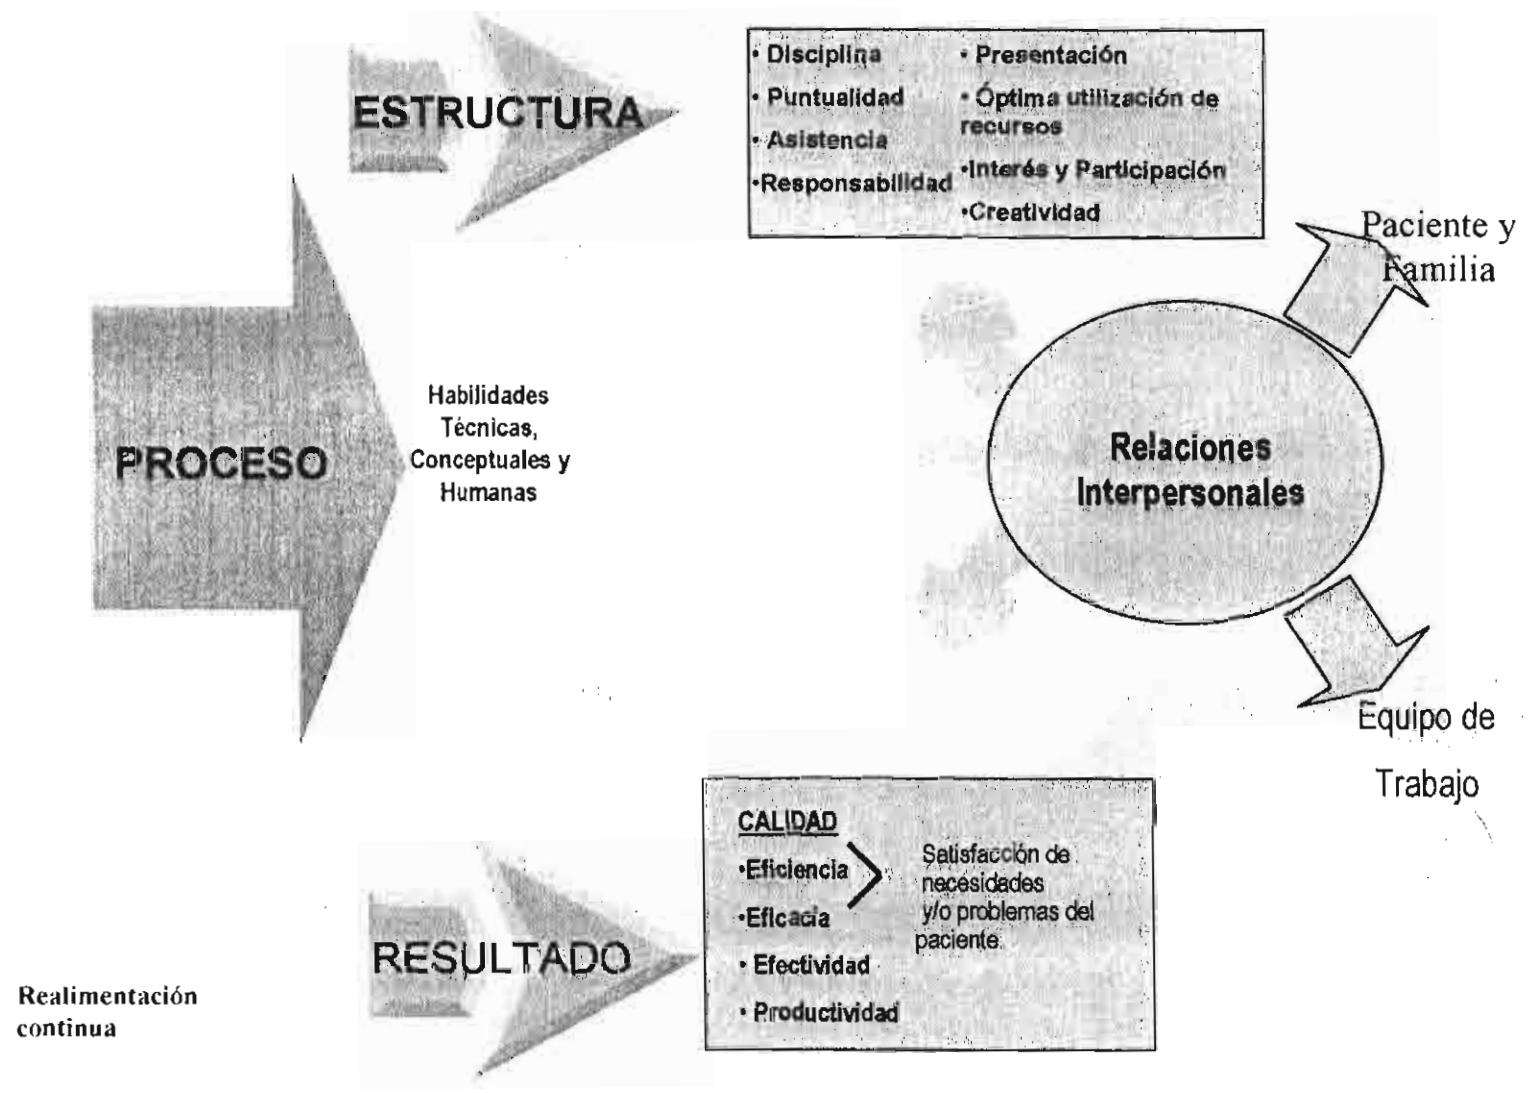 ESTRUCTURA
• Disciplina
• Puntualidad
• Asistencia
•Responsabilidad
• Presentación
• Óptima utilización de
recursos
•Interés y Participación
•Creatividad
Paciente y
Familia
PROCESO
Habilidades
Técnicas,
Conceptuales y
Humanas
Relaciones
Interpersonales
Equipo de
Trabajo
RESULTADO
CALIDAD
•Eficiencia
•Eficacia
• Efectividad
• Productividad
Satisfacción de
necesidades
y/o problemas del
paciente.
Realimentación
continua